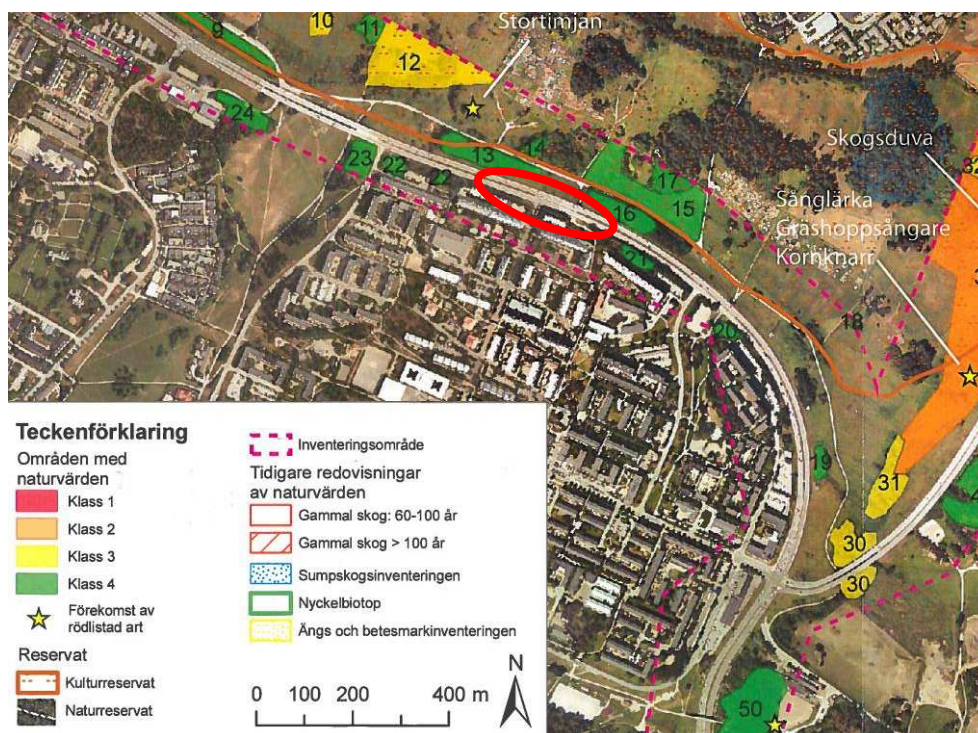 Stortimjan
9
10
11
12
24
23
22
22
13
14
17
15
16
21
20
18
19
Skogsduva
Sånglärka
Gräshoppsångare
Kornknarr
31
30
30
50
Teckenförklaring
Områden med
naturvärden
Klass 1
Klass 2
Klass 3
Klass 4
Förekomst av
rödlistad art
Reservat
Kulturreservat
Naturreservat
Inventeringsområde
Tidigare redovisningar
av naturvärden
Gammal skog: 60-100 år
Gammal skog > 100 år
Sumpskogsinventeringen
Nyckelbiotop
Ängs och betesmarkinventeringen
N
0 100 200 400 m